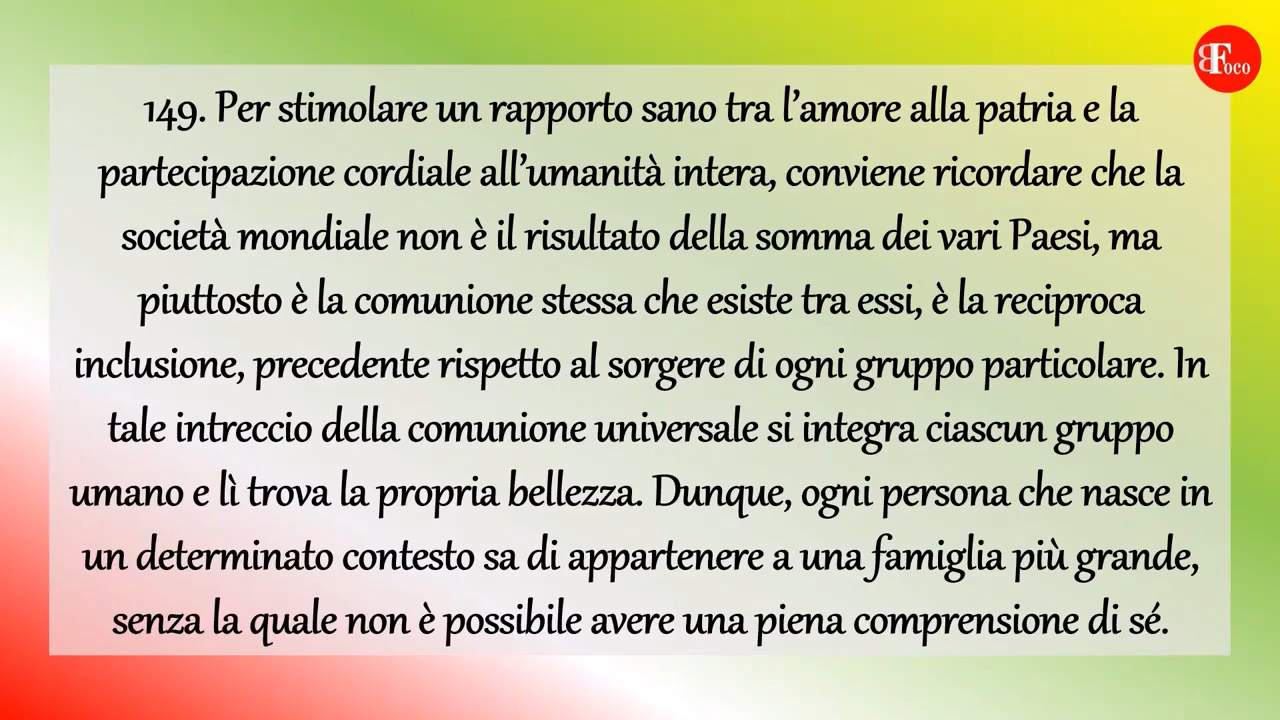 BFoco
149. Per stimolare un rapporto sano tra l’amore alla patria e la
partecipazione cordiale all’umanità intera, conviene ricordare che la
società mondiale non è il risultato della somma dei vari Paesi, ma
piuttosto è la comunione stessa che esiste tra essi, è la reciproca
inclusione, precedente rispetto al sorgere di ogni gruppo particolare. In
tale intreccio della comunione universale si integra ciascun gruppo
umano e lì trova la propria bellezza. Dunque, ogni persona che nasce in
un determinato contesto sa di appartenere a una famiglia più grande,
senza la quale non è possibile avere una piena comprensione di sé.